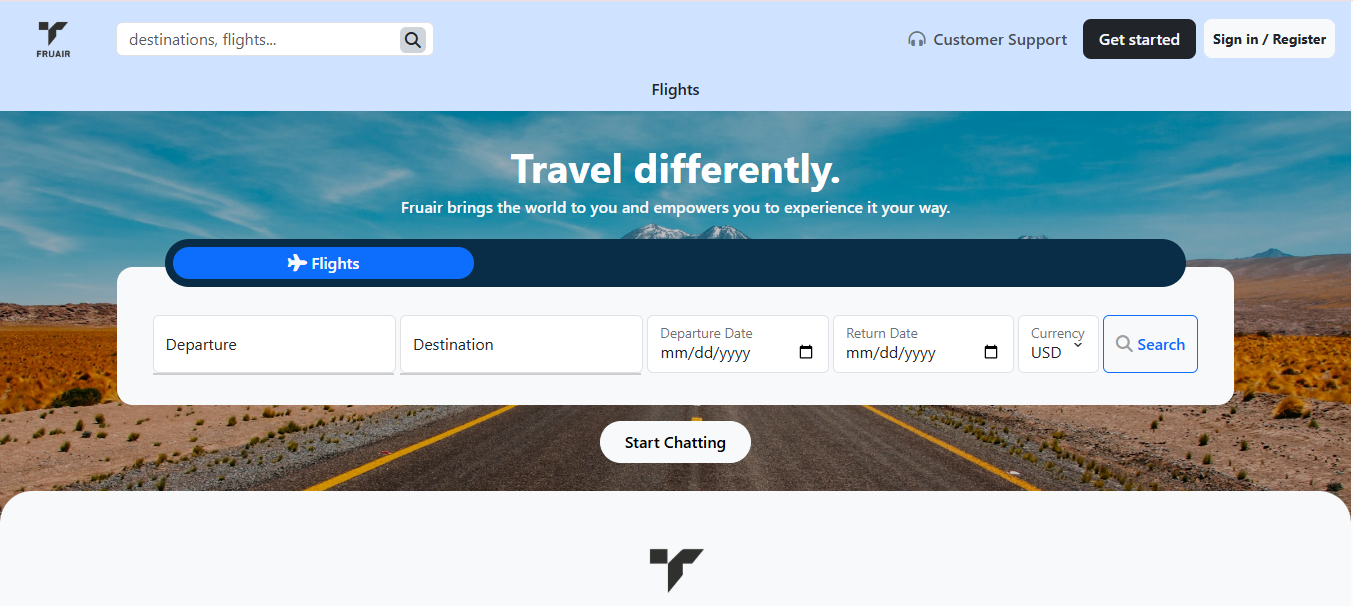 FRUAIR
destinations, flights...
Customer Support
Get started
Sign in / Register
Flights
Travel differently.
Fruair brings the world to you and empowers you to experience it your way.
Flights
Departure
Destination
Departure Date
mm/dd/yyyy
Return Date
mm/dd/yyyy
Currency
USD
Search
Start Chatting